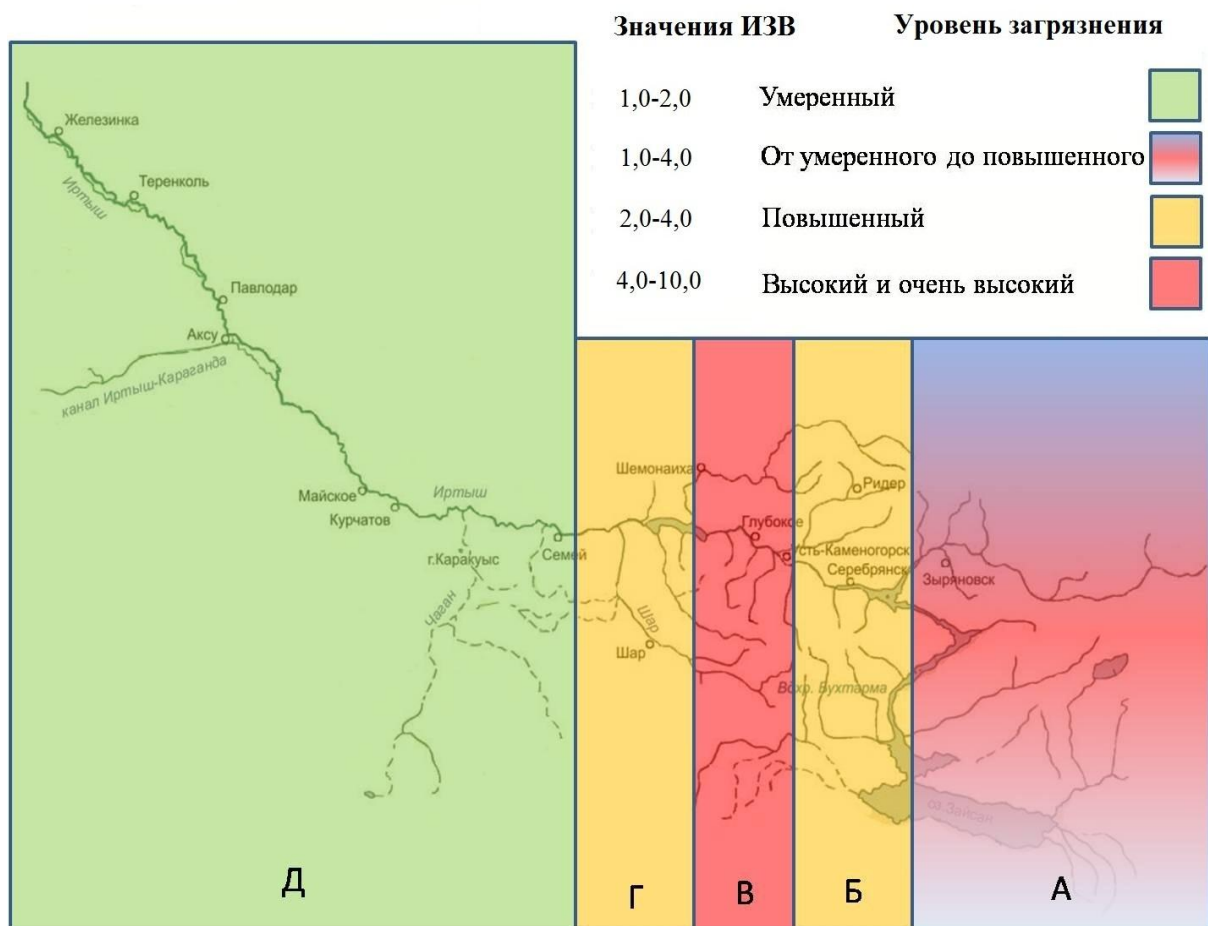 Значения ИЗВ Уровень загрязнения
1,0-2,0 Умеренный
1,0-4,0 От умеренного до повышенного
2,0-4,0 Повышенный
4,0-10,0 Высокий и очень высокий
Железинка
Теренколь
Иртыш
Павлодар
Аксу
канал Иртыш-Караганда
Майское
Курчатов
Иртыш
г.Каракуыс
Семей
Чаган
Шемонаиха
Глубокое
Ридер
Усть-Каменогорск
Серебрянск
Зыряновск
Шар
Шар
Вдхр. Бухтарма
оз.Зайсан
Д
Г
В
Б
А